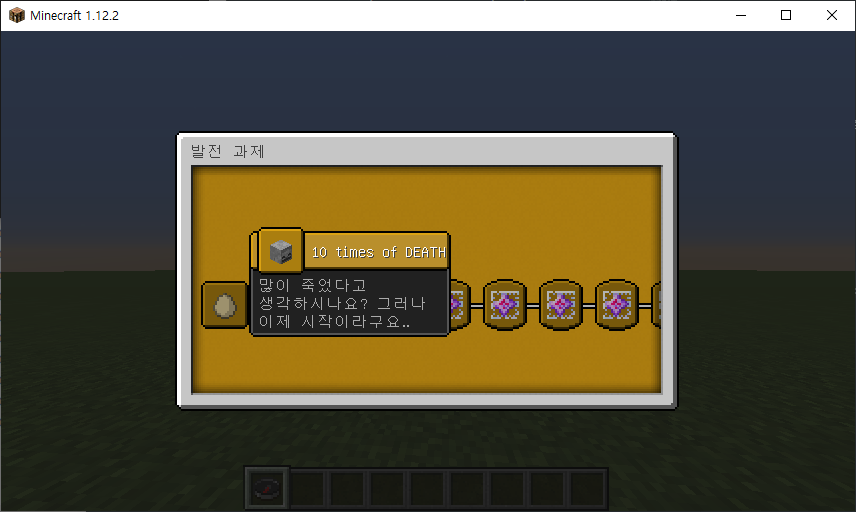 Minecraft 1.12.2
발전 과제
10 times of DEATH
많이 죽었다고
생각하시나요? 그러나
이제 시작이라구요..